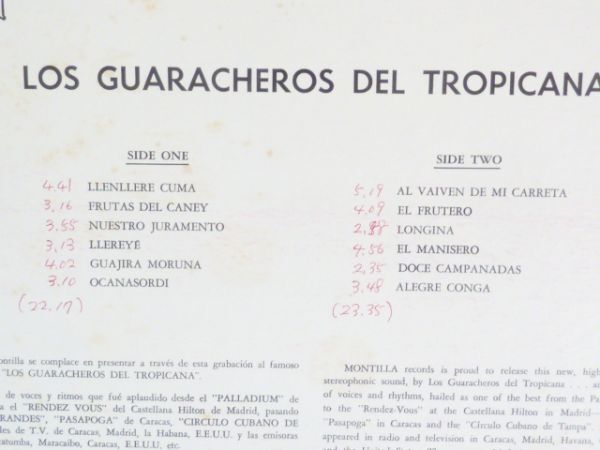 LOS GUARACHEROS DEL TROPICANA
SIDE ONE
4.41 LLENLLERE CUMA
3.16 FRUTAS DEL CANEY
3.55 NUESTRO JURAMENTO
3.13 LLEREYÉ
4.02 GUAJIRA MORUNA
3.10 OCANASORDI
(22.17)
SIDE TWO
5.19 AL VAIVEN DE MI CARRETA
4.09 EL FRUTERO
LONGINA
4.56 EL MANISERO
2.35 DOCE CAMPANADAS
3.48 ALEGRE CONGA
(23.35)
se complace en presentar a través de esta grabación al famoso
"LOS GUARACHEROS DEL TROPICANA".
de voces y ritmos que fué aplaudido desde el "PALLADIUM" de
a el "RENDEZ VOUS" del Castellana Hilton de Madrid, pasando
"PASAPOGA" de Caracas, "CIRCULO CUBANO DE
de T.V. de Caracas, Madrid, la Habana, E.E.U.U. y las emisoras
Maracaibo, Caracas, E.E.U.U. etc.
MONTILLA records is proud to release this new, high
stereophonic sound, by Los Guaracheros del Tropicana . . .
of voices and rhythms, hailed as one of the best from the
to the "Rendez-Vous" at the Castellana Hilton in Madrid—
"Pasapoga" in Caracas and the "Círculo Cubano de Tampa".
appeared in radio and television in Caracas, Madrid, Havana,